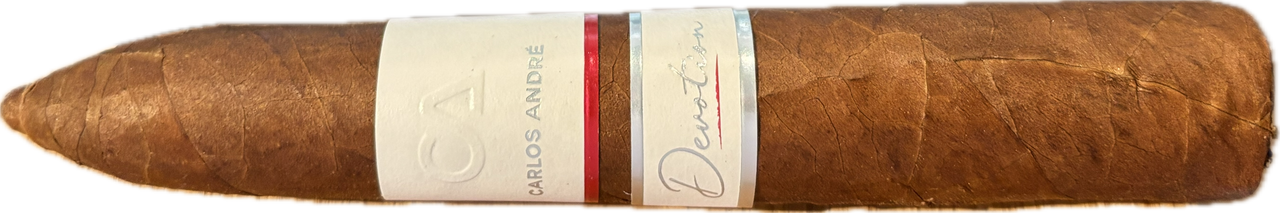 CA
CARLOS ANDRÉ
Devotion